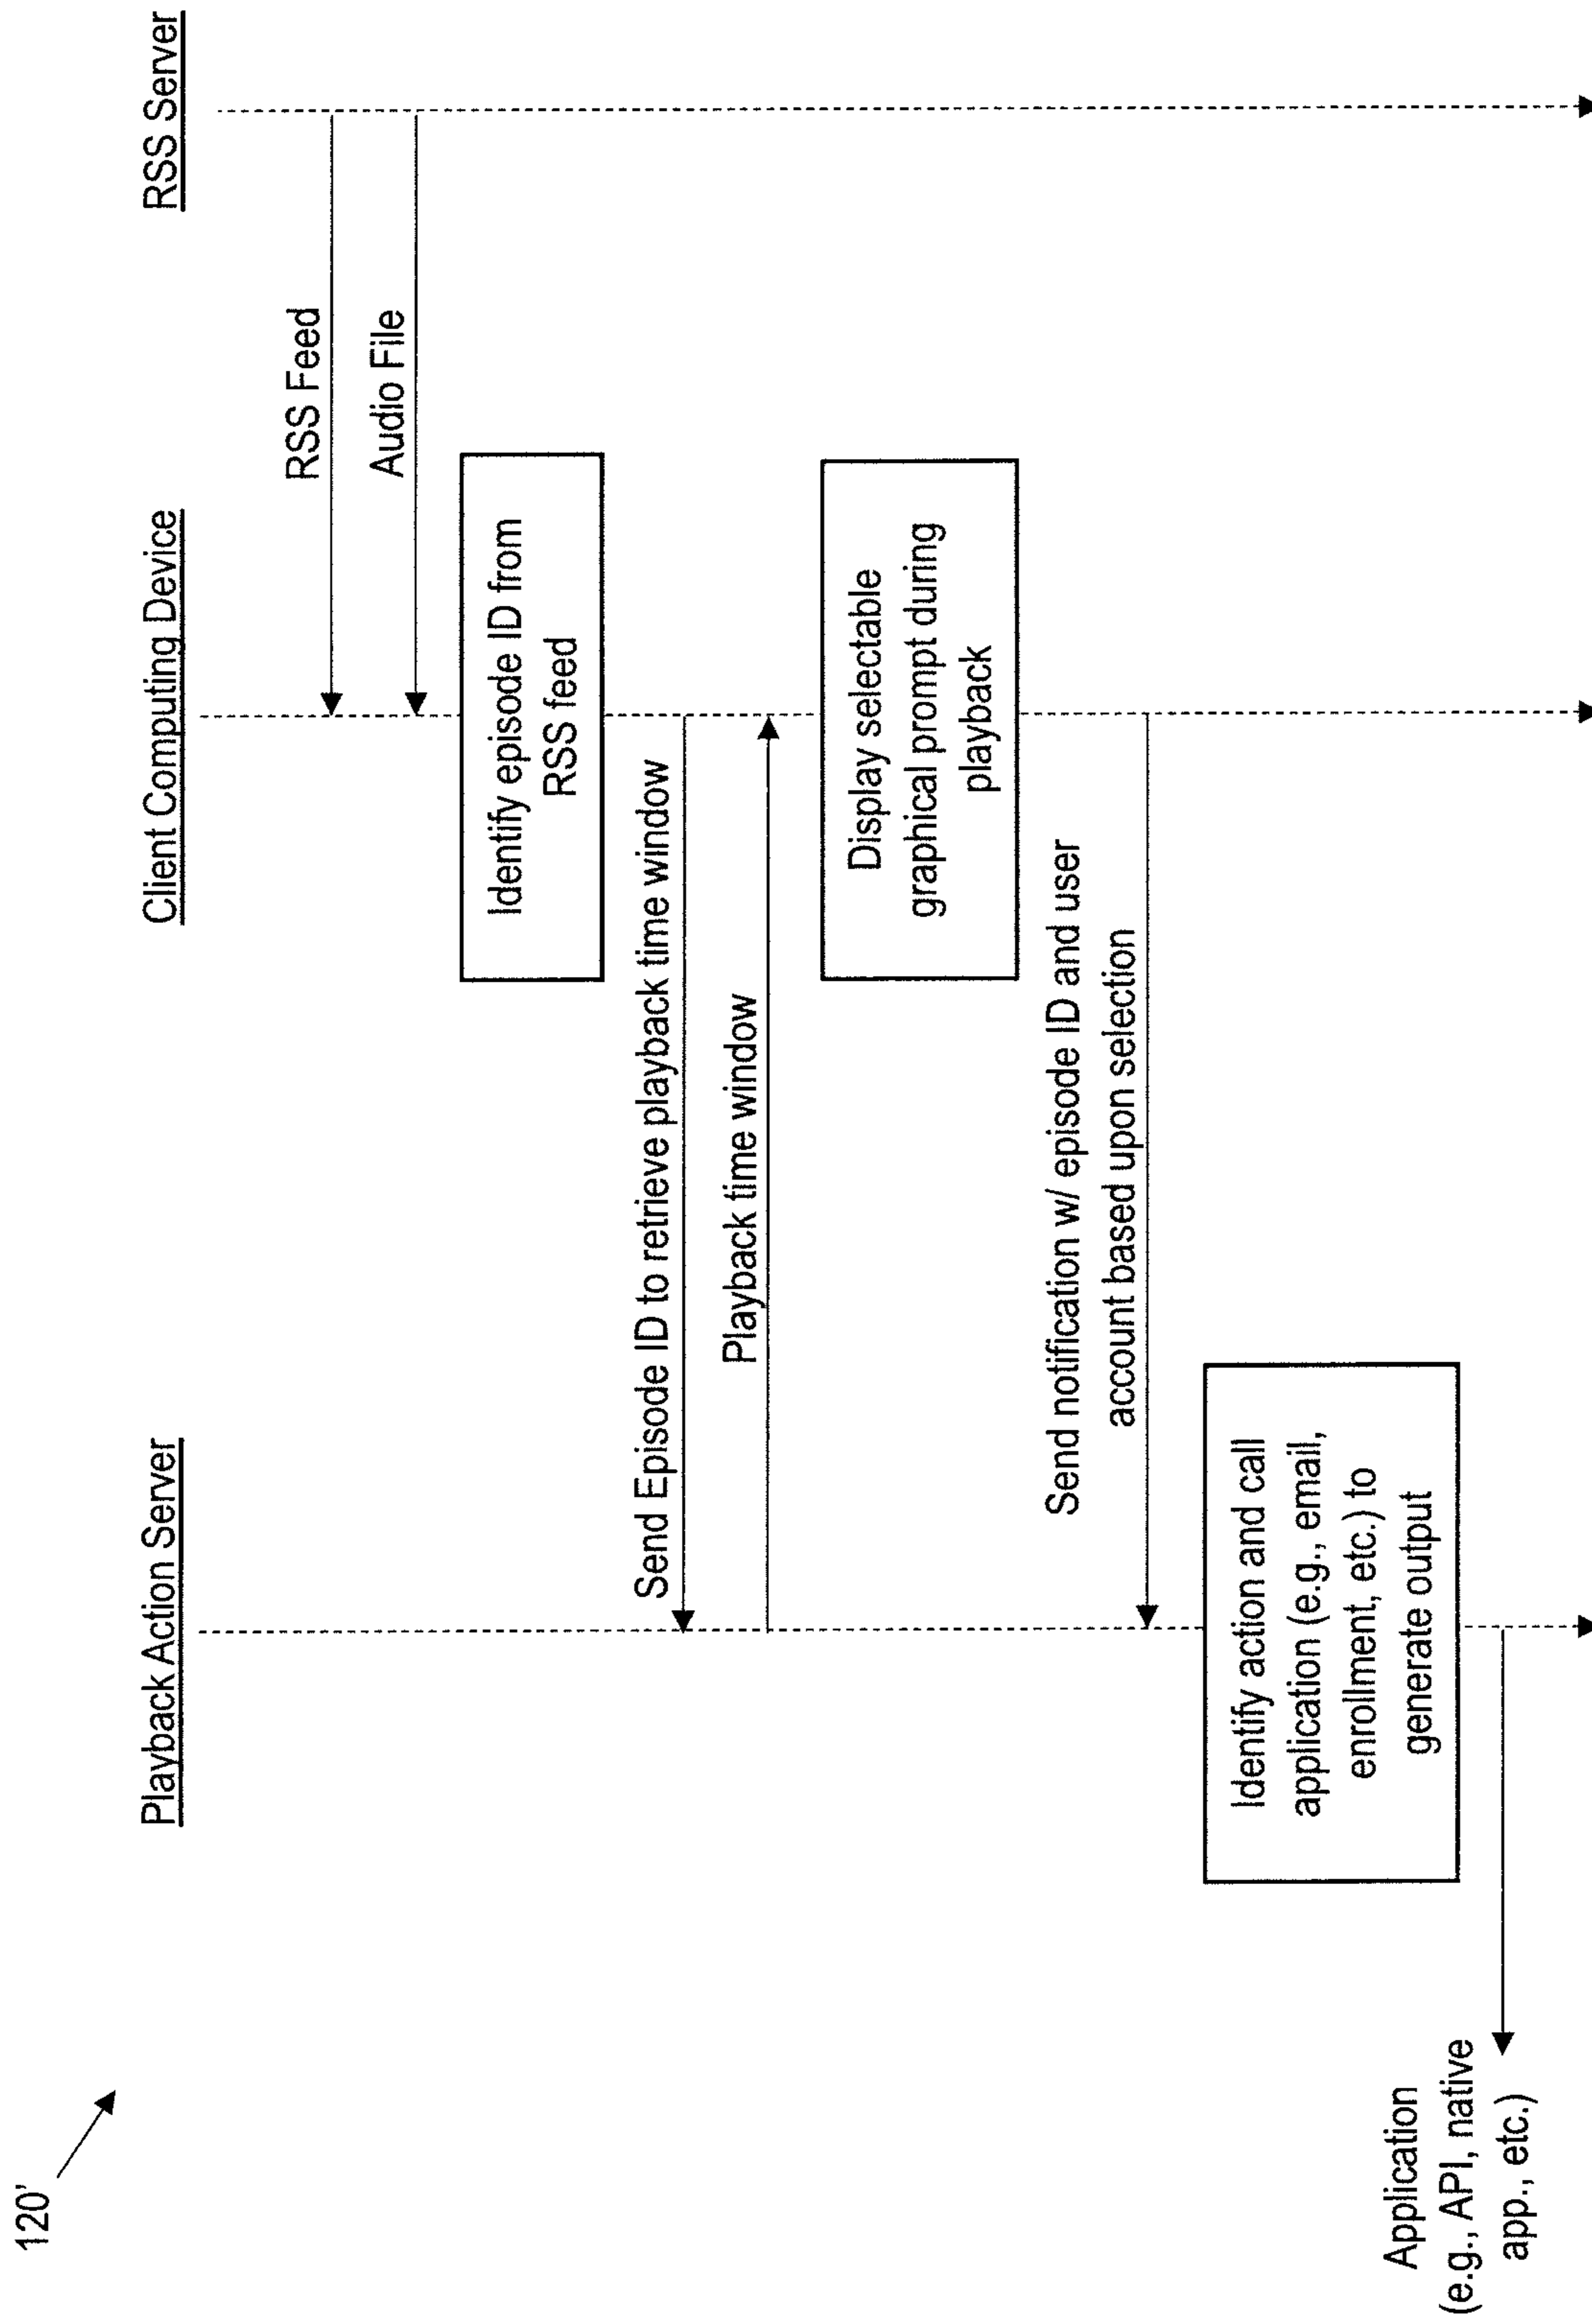 120'
Playback Action Server
Client Computing Device
RSS Server
RSS Feed
Audio File
Identify episode ID from
RSS feed
Send Episode ID to retrieve playback time window
Playback time window
Display selectable
graphical prompt during
playback
Send notification w/ episode ID and user
account based upon selection
Identify action and call
application (e.g., email,
enrollment, etc.) to
generate output
Application
(e.g., API, native
app., etc.)